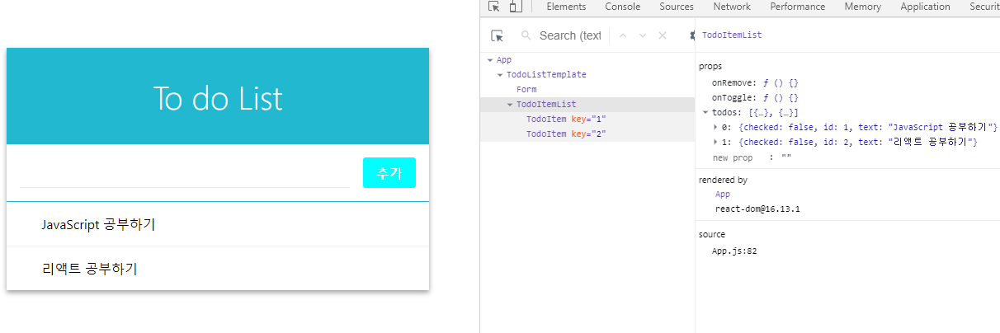 To do List
추가
JavaScript 공부하기
리액트 공부하기
Elements Console Sources Network Performance Memory Application Securit
Search (text
App
TodoListTemplate
Form
TodoItemList
TodoItem key="1"
TodoItem key="2"
TodoItemList
props
onRemove: ƒ () {}
onToggle: ƒ () {}
todos: [{…}, {…}]
0: {checked: false, id: 1, text: "JavaScript 공부하기"}
1: {checked: false, id: 2, text: "리액트 공부하기"}
new prop : ""
rendered by
App
react-dom@16.13.1
source
App.js:82